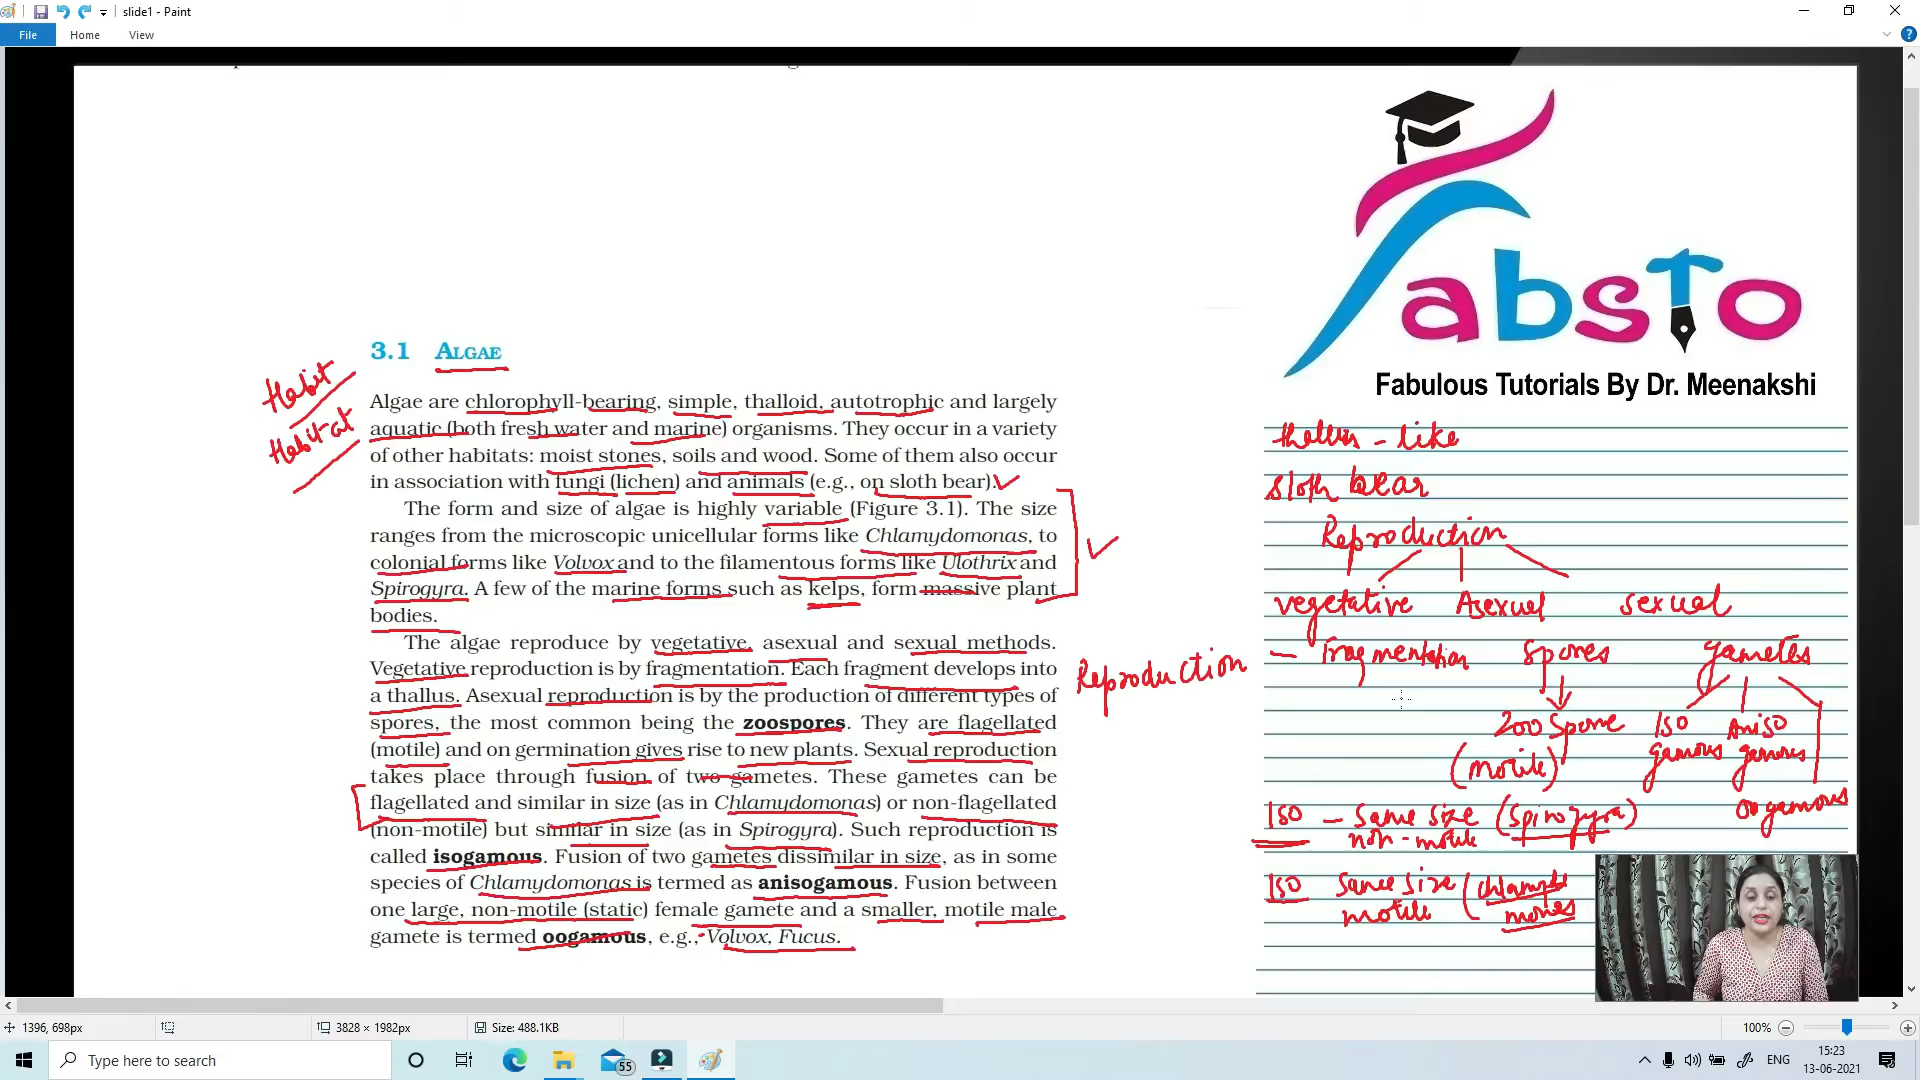 slide1 - Paint
File
Home
View
3.1 ALGAE
Habit
Habitat
Algae are chlorophyll-bearing, simple, thalloid, autotrophic and largely
aquatic (both fresh water and marine) organisms. They occur in a variety
of other habitats: moist stones, soils and wood. Some of them also occur
in association with fungi (lichen) and animals (e.g., on sloth bear).
The form and size of algae is highly variable (Figure 3.1). The size
ranges from the microscopic unicellular forms like Chlamydomonas, to
colonial forms like Volvox and to the filamentous forms like Ulothrix and
Spirogyra. A few of the marine forms such as kelps, form massive plant
bodies.
The algae reproduce by vegetative, asexual and sexual methods.
Vegetative reproduction is by fragmentation. Each fragment develops into
a thallus. Asexual reproduction is by the production of different types of
spores, the most common being the zoospores. They are flagellated
(motile) and on germination gives rise to new plants. Sexual reproduction
takes place through fusion of two gametes. These gametes can be
flagellated and similar in size (as in Chlamydomonas) or non-flagellated
(non-motile) but similar in size (as in Spirogyra). Such reproduction is
called isogamous. Fusion of two gametes dissimilar in size, as in some
species of Chlamydomonas is termed as anisogamous. Fusion between
one large, non-motile (static) female gamete and a smaller, motile male
gamete is termed oogamous, e.g., Volvox, Fucus.
Reproduction
absto
Fabulous Tutorials By Dr. Meenakshi
thallus - like
sloth bear
Reproduction
vegetative Asexual sexual
- fragmentation spores gametes
Zoo Spore Iso Aniso
(motile) gamous gamous
oogamous
Iso - same size (Spirogyra)
non-motile
Iso same size (chlamydo
motile monas
1396, 698px
3828 × 1982px
Size: 488.1KB
100%
Type here to search
55
ENG
15:23
13-06-2021